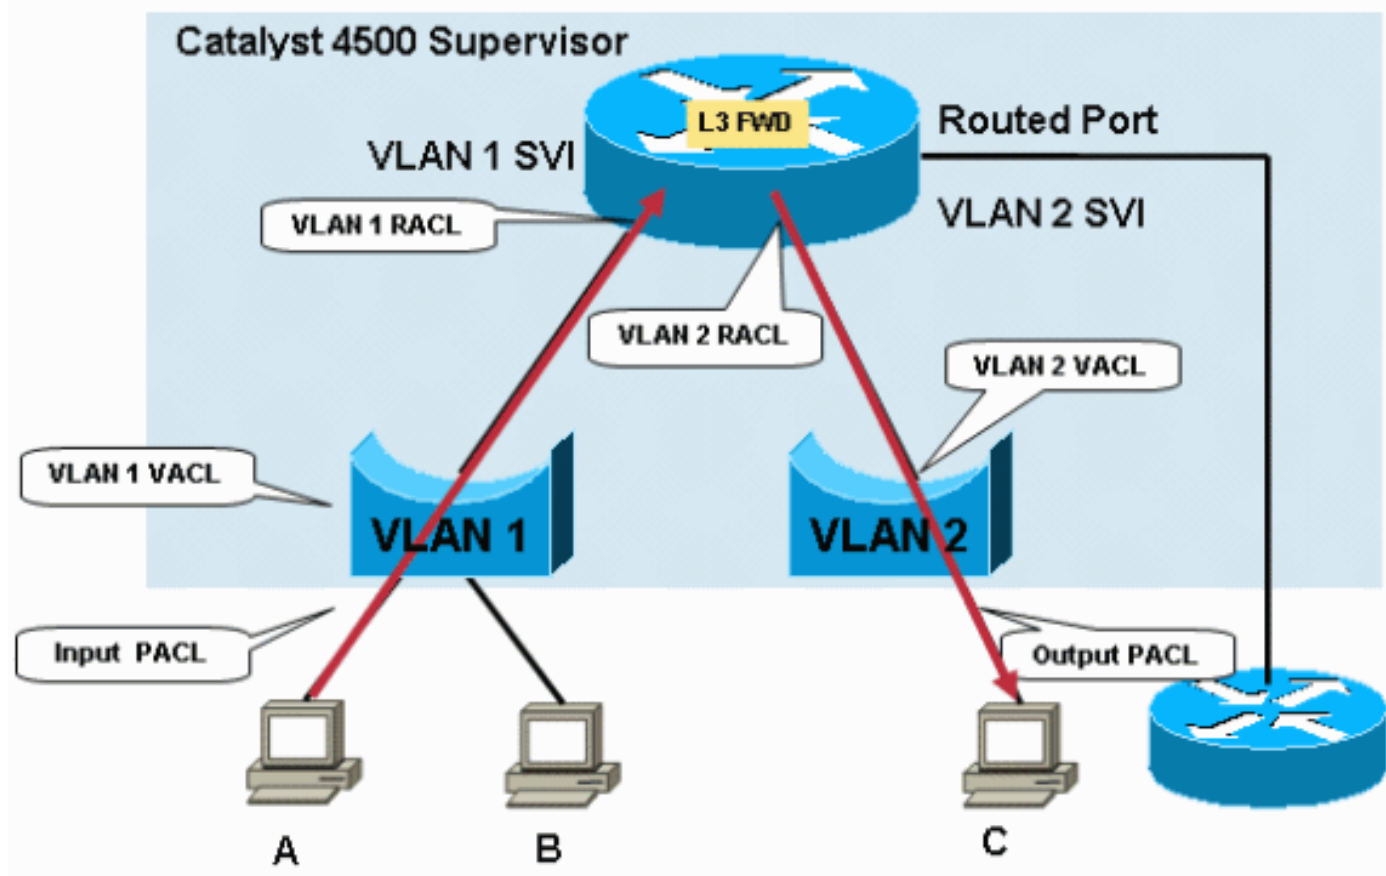 Catalyst 4500 Supervisor
L3 FWD
Routed Port
VLAN 1 SVI
VLAN 1 RACL
VLAN 2 SVI
VLAN 2 RACL
VLAN 2 VACL
VLAN 1 VACL
VLAN 1
VLAN 2
Input PACL
Output PACL
A
B
C